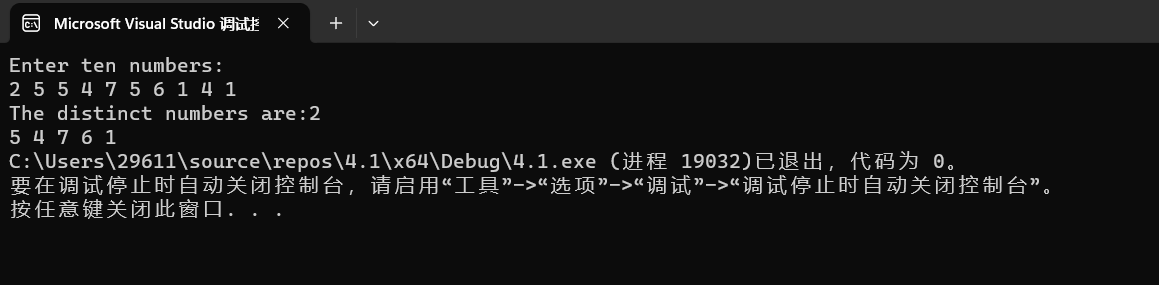 Microsoft Visual Studio 调试控
Enter ten numbers:
2 5 5 4 7 5 6 1 4 1
The distinct numbers are:2
5 4 7 6 1
C:\Users\29611\source\repos\4.1\x64\Debug\4.1.exe (进程 19032)已退出，代码为 0。
要在调试停止时自动关闭控制台，请启用“工具”->“选项”->“调试”->“调试停止时自动关闭控制台”。
按任意键关闭此窗口. . .